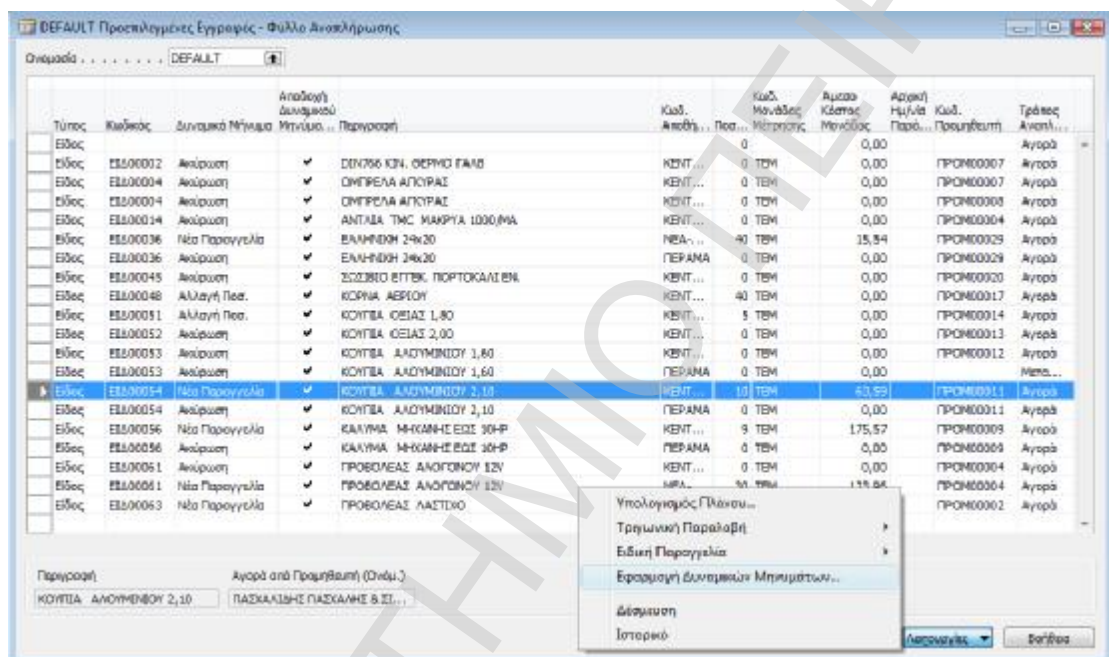 DEFAULT Προεπιλεγμένες Εγγραφές - Φύλλο Αναπλήρωσης
Ονομασία . . . . . . . . DEFAULT
Τύπος Κωδικός Δυναμικό Μήνυμα Αποδοχή Δυναμικού Μηνύμα... Περιγραφή Κωδ. Αποθή... Ποσ... Κωδ. Μονάδας Μέτρησης Άμεσο Κόστος Μονάδας Αρχική Ημ/νία Παρα... Κωδ. Προμηθευτή Τρόπος Αναπλ...
Είδος 0 0,00 Αγορά
Είδος ΕΙΔ00002 Ακύρωση ✔ DIN766 ΚΙΝ. ΘΕΡΜΟ ΓΑΛΒ ΚΕΝΤ... 0 ΤΕΜ 0,00 ΠΡΟΜ00007 Αγορά
Είδος ΕΙΔ00004 Ακύρωση ✔ ΟΜΠΡΕΛΑ ΑΓΚΥΡΑΣ ΚΕΝΤ... 0 ΤΕΜ 0,00 ΠΡΟΜ00007 Αγορά
Είδος ΕΙΔ00004 Ακύρωση ✔ ΟΜΠΡΕΛΑ ΑΓΚΥΡΑΣ ΚΕΝΤ... 0 ΤΕΜ 0,00 ΠΡΟΜ00008 Αγορά
Είδος ΕΙΔ00014 Ακύρωση ✔ ΑΝΤΛΙΑ TMC ΜΑΚΡΥΑ 1000/ΜΑ ΚΕΝΤ... 0 ΤΕΜ 0,00 ΠΡΟΜ00004 Αγορά
Είδος ΕΙΔ00036 Νέα Παραγγελία ✔ ΕΛΛΗΝΙΚΗ 24x20 ΝΕΑ-... 40 ΤΕΜ 15,54 ΠΡΟΜ00029 Αγορά
Είδος ΕΙΔ00036 Ακύρωση ✔ ΕΛΛΗΝΙΚΗ 24x20 ΠΕΡΑΜΑ 0 ΤΕΜ 0,00 ΠΡΟΜ00029 Αγορά
Είδος ΕΙΔ00045 Ακύρωση ✔ ΣΩΣΙΒΙΟ ΕΓΓΕΚ. ΠΟΡΤΟΚΑΛΙ ΕΝ. ΚΕΝΤ... 0 ΤΕΜ 0,00 ΠΡΟΜ00020 Αγορά
Είδος ΕΙΔ00048 Αλλαγή Ποσ. ✔ ΚΟΡΝΑ ΑΕΡΙΟΥ ΚΕΝΤ... 40 ΤΕΜ 0,00 ΠΡΟΜ00017 Αγορά
Είδος ΕΙΔ00051 Αλλαγή Ποσ. ✔ ΚΟΥΠΙΑ ΟΞΙΑΣ 1,80 ΚΕΝΤ... 5 ΤΕΜ 0,00 ΠΡΟΜ00014 Αγορά
Είδος ΕΙΔ00052 Ακύρωση ✔ ΚΟΥΠΙΑ ΟΞΙΑΣ 2,00 ΚΕΝΤ... 0 ΤΕΜ 0,00 ΠΡΟΜ00013 Αγορά
Είδος ΕΙΔ00053 Ακύρωση ✔ ΚΟΥΠΙΑ ΑΛΟΥΜΙΝΙΟΥ 1,60 ΚΕΝΤ... 0 ΤΕΜ 0,00 ΠΡΟΜ00012 Αγορά
Είδος ΕΙΔ00053 Ακύρωση ✔ ΚΟΥΠΙΑ ΑΛΟΥΜΙΝΙΟΥ 1,60 ΠΕΡΑΜΑ 0 ΤΕΜ 0,00 Μετα...
Είδος ΕΙΔ00054 Νέα Παραγγελία ✔ ΚΟΥΠΙΑ ΑΛΟΥΜΙΝΙΟΥ 2,10 ΚΕΝΤ... 10 ΤΕΜ 63,59 ΠΡΟΜ00011 Αγορά
Είδος ΕΙΔ00054 Ακύρωση ✔ ΚΟΥΠΙΑ ΑΛΟΥΜΙΝΙΟΥ 2,10 ΠΕΡΑΜΑ 0 ΤΕΜ 0,00 ΠΡΟΜ00011 Αγορά
Είδος ΕΙΔ00056 Νέα Παραγγελία ✔ ΚΑΛΥΜΑ ΜΗΧΑΝΗΣ ΕΩΣ 10HP ΚΕΝΤ... 9 ΤΕΜ 175,57 ΠΡΟΜ00009 Αγορά
Είδος ΕΙΔ00056 Ακύρωση ✔ ΚΑΛΥΜΑ ΜΗΧΑΝΗΣ ΕΩΣ 10HP ΠΕΡΑΜΑ 0 ΤΕΜ 0,00 ΠΡΟΜ00009 Αγορά
Είδος ΕΙΔ00061 Ακύρωση ✔ ΠΡΟΒΟΛΕΑΣ ΑΛΟΓΟΝΟΥ 12V ΚΕΝΤ... 0 ΤΕΜ 0,00 ΠΡΟΜ00004 Αγορά
Είδος ΕΙΔ00061 Νέα Παραγγελία ✔ ΠΡΟΒΟΛΕΑΣ ΑΛΟΓΟΝΟΥ 12V ΝΕΑ-... ΤΕΜ ΠΡΟΜ00004 Αγορά
Είδος ΕΙΔ00063 Νέα Παραγγελία ✔ ΠΡΟΒΟΛΕΑΣ ΛΑΣΤΙΧΟ ΠΡΟΜ00002 Αγορά
Υπολογισμός Πλάνου...
Τριγωνική Παραλαβή
Ειδική Παραγγελία
Εφαρμογή Δυναμικών Μηνυμάτων...
Δέσμευση
Ιστορικό
Περιγραφή Αγορά από Προμηθευτή (Ονόμ.)
ΚΟΥΠΙΑ ΑΛΟΥΜΙΝΙΟΥ 2,10 ΠΑΣΧΑΛΙΔΗΣ ΠΑΣΧΑΛΗΣ & ΣΙ...
Λειτουργίες Βοήθεια